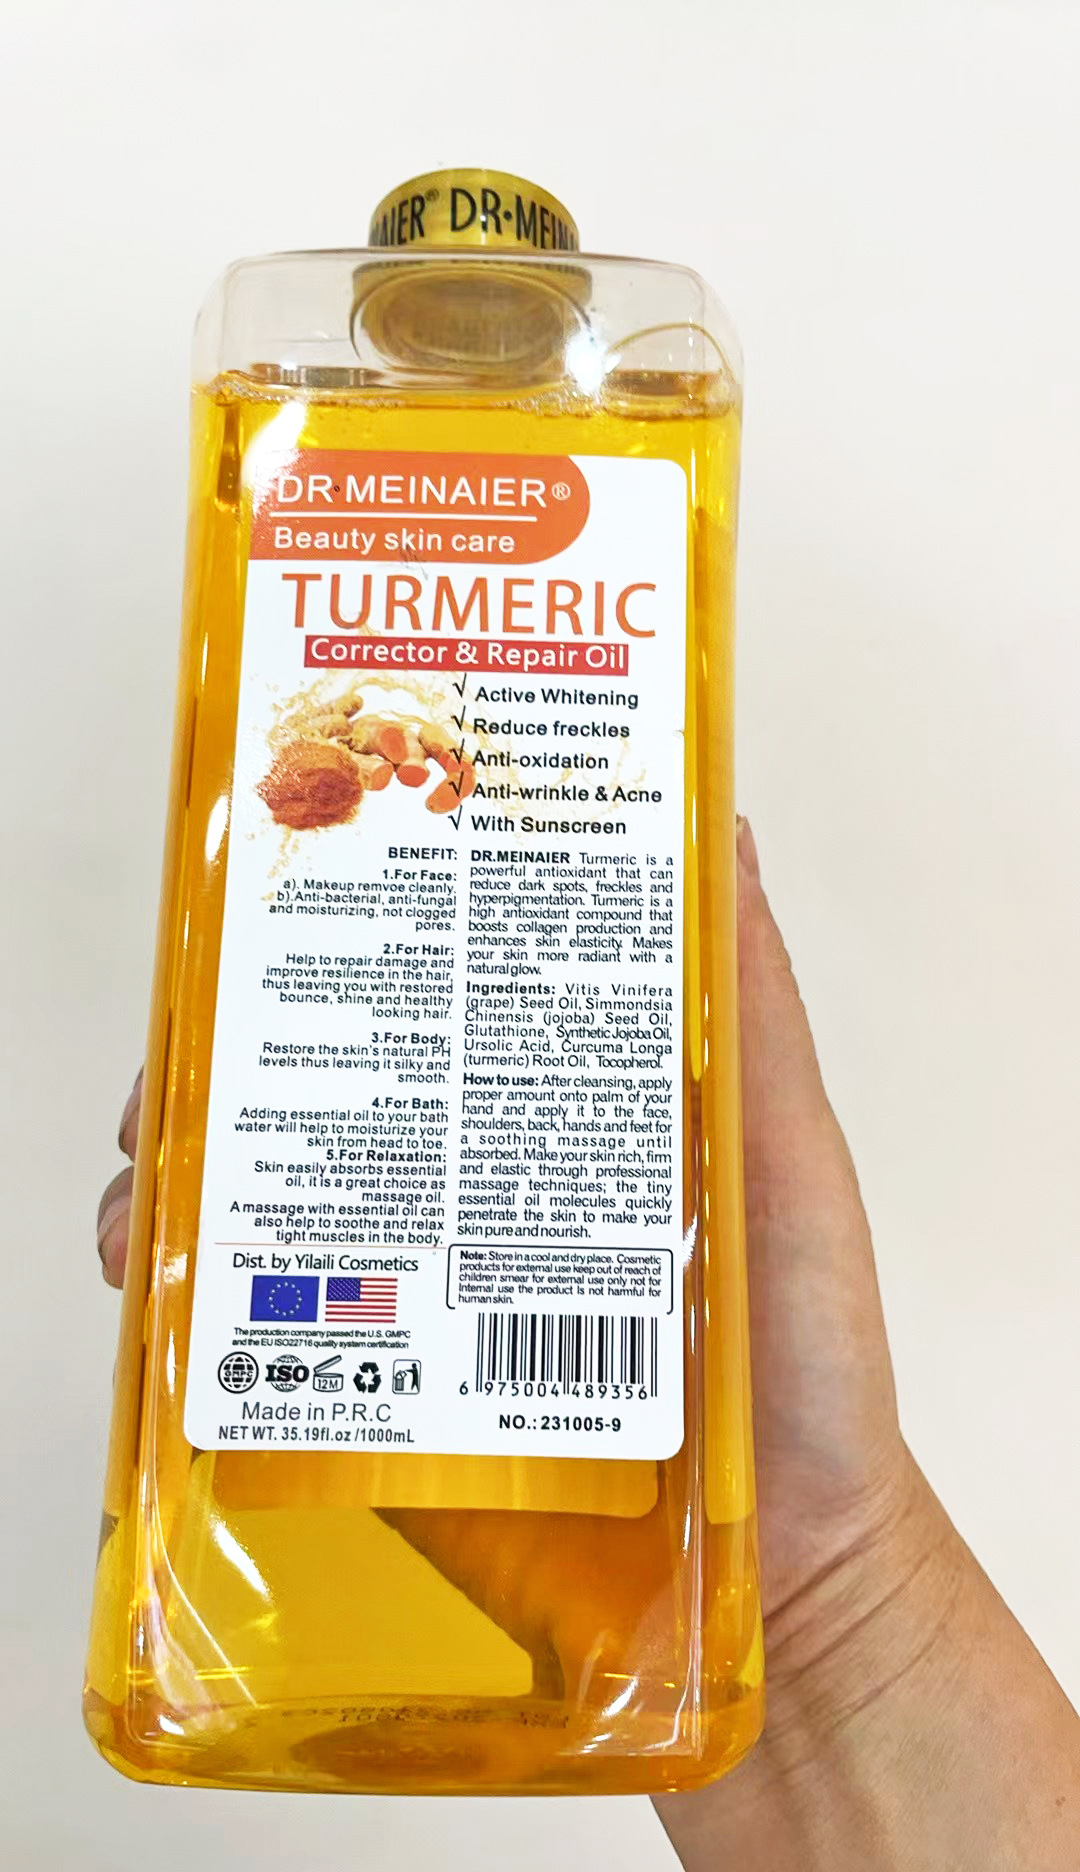 AIER® DR·MEINA
DR·MEINAIER®
Beauty skin care
TURMERIC
Corrector & Repair Oil
√ Active Whitening
√ Reduce freckles
√ Anti-oxidation
√ Anti-wrinkle & Acne
√ With Sunscreen
BENEFIT:
1.For Face:
a). Makeup remvoe cleanly.
b).Anti-bacterial, anti-fungal
and moisturizing, not clogged
pores.
2.For Hair:
Help to repair damage and
improve resilience in the hair,
thus leaving you with restored
bounce, shine and healthy
looking hair.
3.For Body:
Restore the skin's natural PH
levels thus leaving it silky and
smooth.
4.For Bath:
Adding essential oil to your bath
water will help to moisturize your
skin from head to toe.
5.For Relaxation:
Skin easily absorbs essential
oil, it is a great choice as
massage oil.
A massage with essential oil can
also help to soothe and relax
tight muscles in the body.
DR.MEINAIER Turmeric is a
powerful antioxidant that can
reduce dark spots, freckles and
hyperpigmentation. Turmeric is a
high antioxidant compound that
boosts collagen production and
enhances skin elasticity. Makes
your skin more radiant with a
natural glow.
Ingredients: Vitis Vinifera
(grape) Seed Oil, Simmondsia
Chinensis (jojoba) Seed Oil,
Glutathione, Synthetic Jojoba Oil,
Ursolic Acid, Curcuma Longa
(turmeric) Root Oil, Tocopherol.
How to use: After cleansing, apply
proper amount onto palm of your
hand and apply it to the face,
shoulders, back, hands and feet for
a soothing massage until
absorbed. Make your skin rich, firm
and elastic through professional
massage techniques; the tiny
essential oil molecules quickly
penetrate the skin to make your
skin pure and nourish.
Dist. by Yilaili Cosmetics
The production company passed the U.S. GMPC
and the EU ISO22716 quality system certification
GMPC ISO 12M
Made in P.R.C
NET WT. 35.19fl.oz /1000mL
Note: Store in a cool and dry place. Cosmetic
products for external use keep out of reach of
children smear for external use only not for
Internal use the product is not harmful for
human skin.
6 975004 489356
NO.: 231005-9